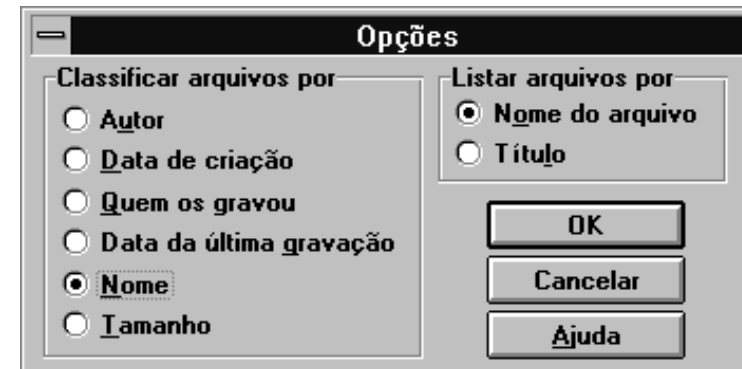 Opções
Classificar arquivos por
Autor
Data de criação
Quem os gravou
Data da última gravação
Nome
Tamanho
Listar arquivos por
Nome do arquivo
Título
OK
Cancelar
Ajuda